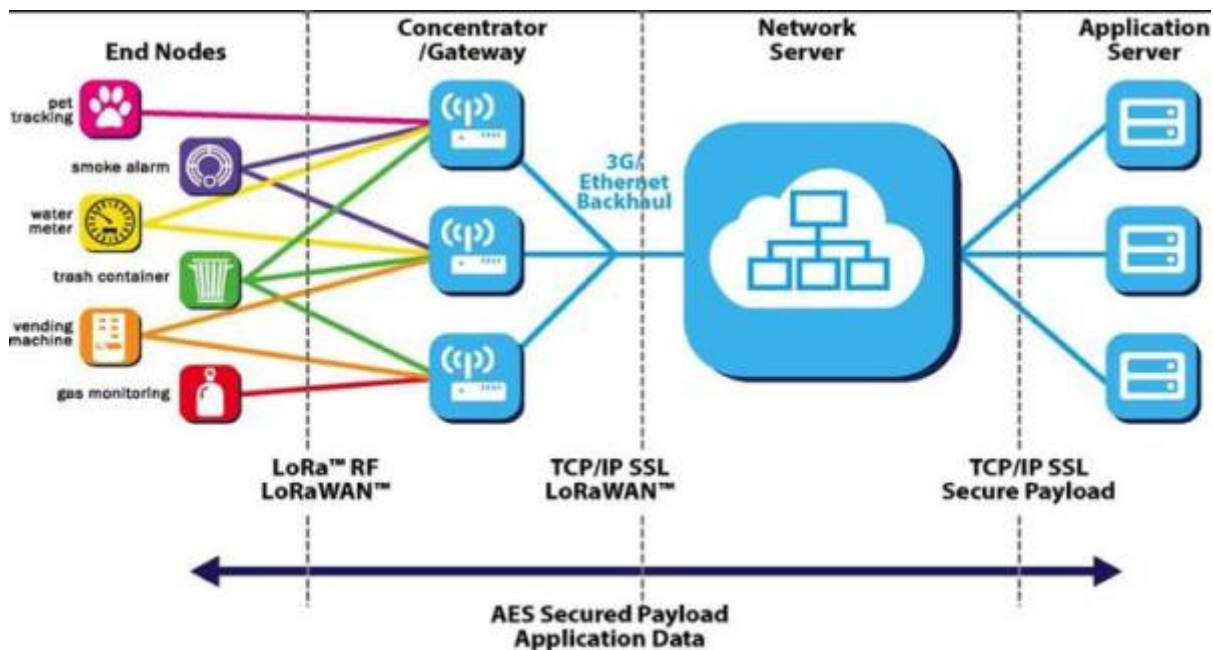 End Nodes
Concentrator
/Gateway
Network
Server
Application
Server
pet
tracking
smoke alarm
water
meter
trash container
vending
machine
gas monitoring
3G/
Ethernet
Backhaul
LoRa™ RF
LoRaWAN™
TCP/IP SSL
LoRaWAN™
TCP/IP SSL
Secure Payload
AES Secured Payload
Application Data